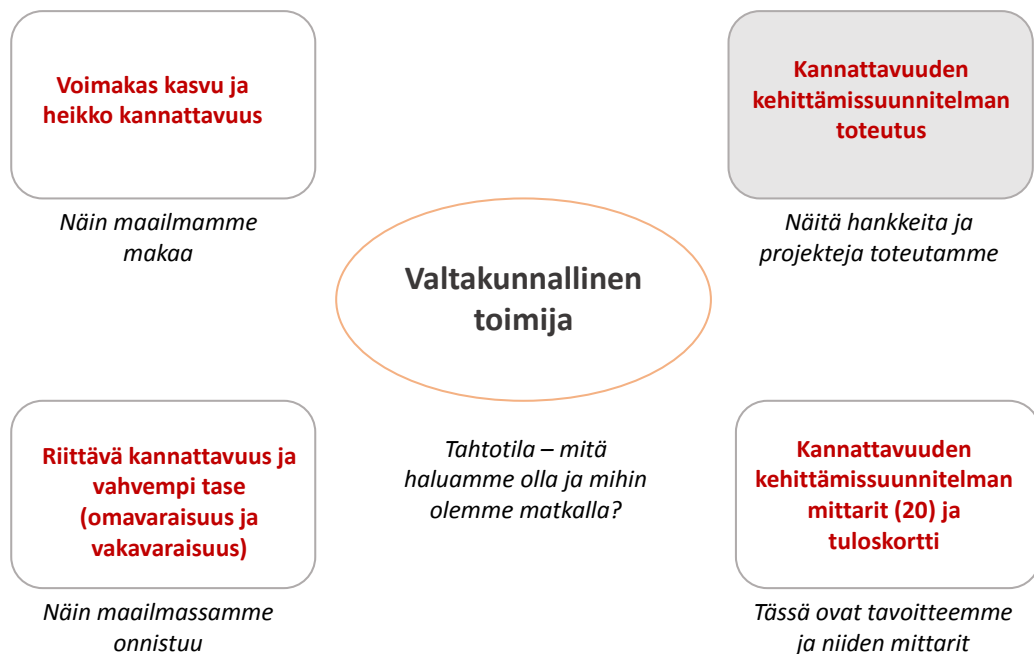 Voimakas kasvu ja
heikko kannattavuus
Näin maailmamme
makaa
Kannattavuuden
kehittämissuunnitelman
toteutus
Näitä hankkeita ja
projekteja toteutamme
Valtakunnallinen
toimija
Tahtotila – mitä
haluamme olla ja mihin
olemme matkalla?
Riittävä kannattavuus ja
vahvempi tase
(omavaraisuus ja
vakavaraisuus)
Näin maailmassamme
onnistuu
Kannattavuuden
kehittämissuunnitelman
mittarit (20) ja
tuloskortti
Tässä ovat tavoitteemme
ja niiden mittarit